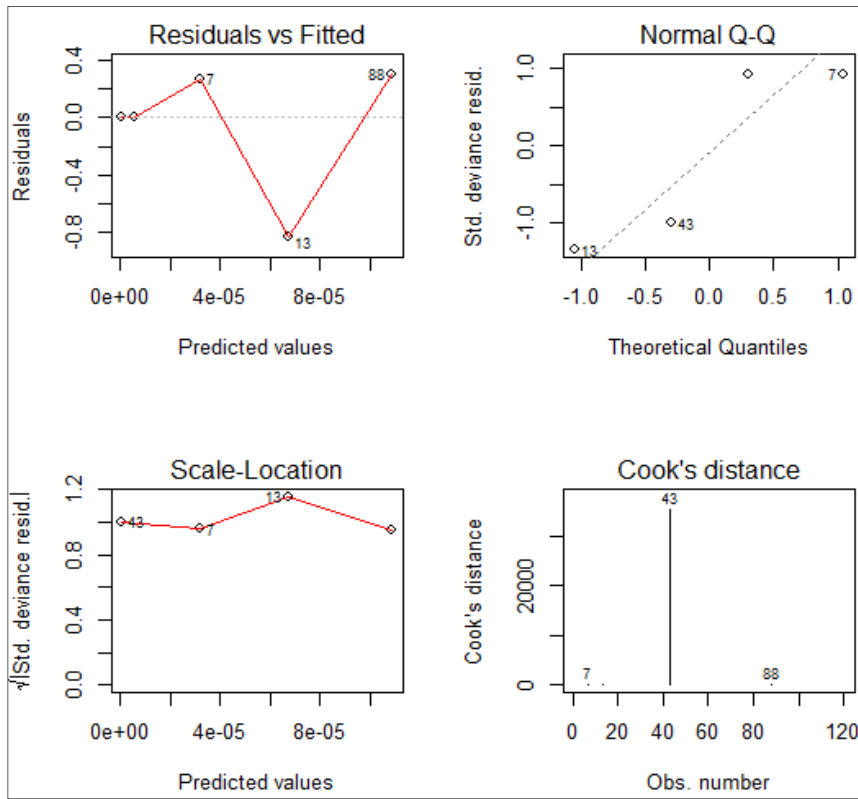 Residuals vs Fitted
Residuals
0.4
0.0
-0.4
-0.8
7
88
13
0e+00 4e-05 8e-05
Predicted values
Normal Q-Q
Std. deviance resid.
1.0
0.0
-1.0
7
43
13
-1.0 -0.5 0.0 0.5 1.0
Theoretical Quantiles
Scale-Location
√|Std. deviance resid.|
1.2
0.8
0.4
0.0
43
7
13
0e+00 4e-05 8e-05
Predicted values
Cook's distance
Cook's distance
20000
0
43
7
88
0 20 40 60 80 120
Obs. number